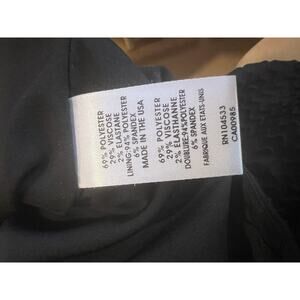 69% POLYESTER
29% VISCOSE
2% ELASTANE
LINING:94% POLYESTER
6% SPANDEX
MADE IN THE USA
69% POLYESTER
29% VISCOSE
2% ELASTHANNE
DOUBLURE:94% POLYESTER
6% SPANDEX
FABRIQUE AUX ETATS-UNIS
RN104533
CA00985